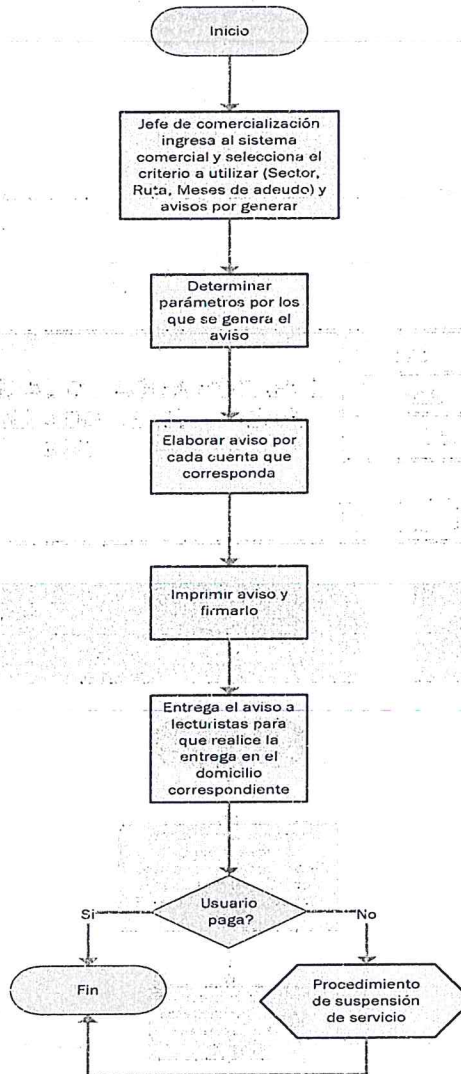 Inicio
Jefe de comercialización
ingresa al sistema
comercial y selecciona el
criterio a utilizar (Sector,
Ruta, Meses de adeudo) y
avisos por generar
Determinar
parámetros por los
que se genera el
aviso
Elaborar aviso por
cada cuenta que
corresponda
Imprimir aviso y
firmarlo
Entrega el aviso a
lecturistas para
que realice la
entrega en el
domicilio
correspondiente
Usuario
paga?
Si
No
Fin
Procedimiento
de suspensión
de servicio